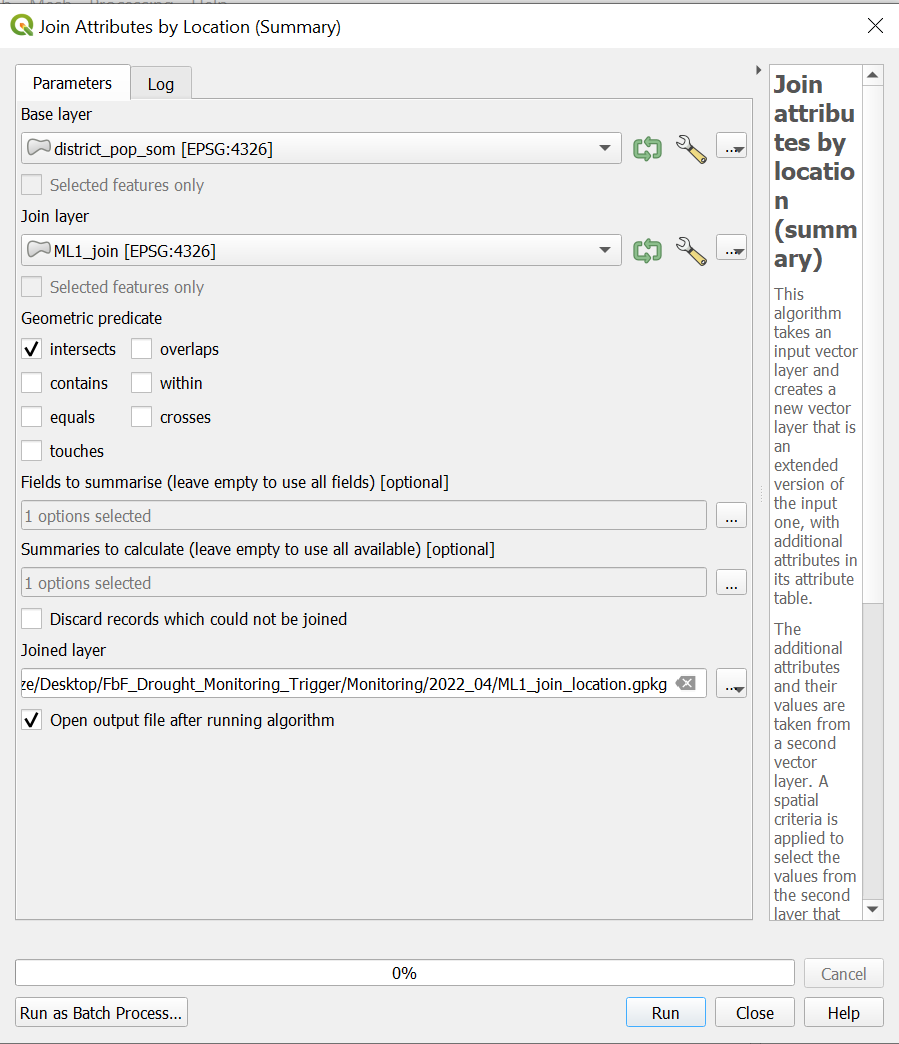 Join Attributes by Location (Summary)
Parameters
Log
Base layer
district_pop_som [EPSG:4326]
...
Selected features only
Join layer
ML1_join [EPSG:4326]
...
Selected features only
Geometric predicate
intersects
overlaps
contains
within
equals
crosses
touches
Fields to summarise (leave empty to use all fields) [optional]
1 options selected
...
Summaries to calculate (leave empty to use all available) [optional]
1 options selected
...
Discard records which could not be joined
Joined layer
ze/Desktop/FbF_Drought_Monitoring_Trigger/Monitoring/2022_04/ML1_join_location.gpkg
...
Open output file after running algorithm
Join
attribu
tes by
locatio
n
(summ
ary)
This
algorithm
takes an
input vector
layer and
creates a
new vector
layer that is
an
extended
version of
the input
one, with
additional
attributes in
its attribute
table.
The
additional
attributes
and their
values are
taken from
a second
vector
layer. A
spatial
criteria is
applied to
select the
values from
the second
layer that
0%
Cancel
Run as Batch Process...
Run
Close
Help